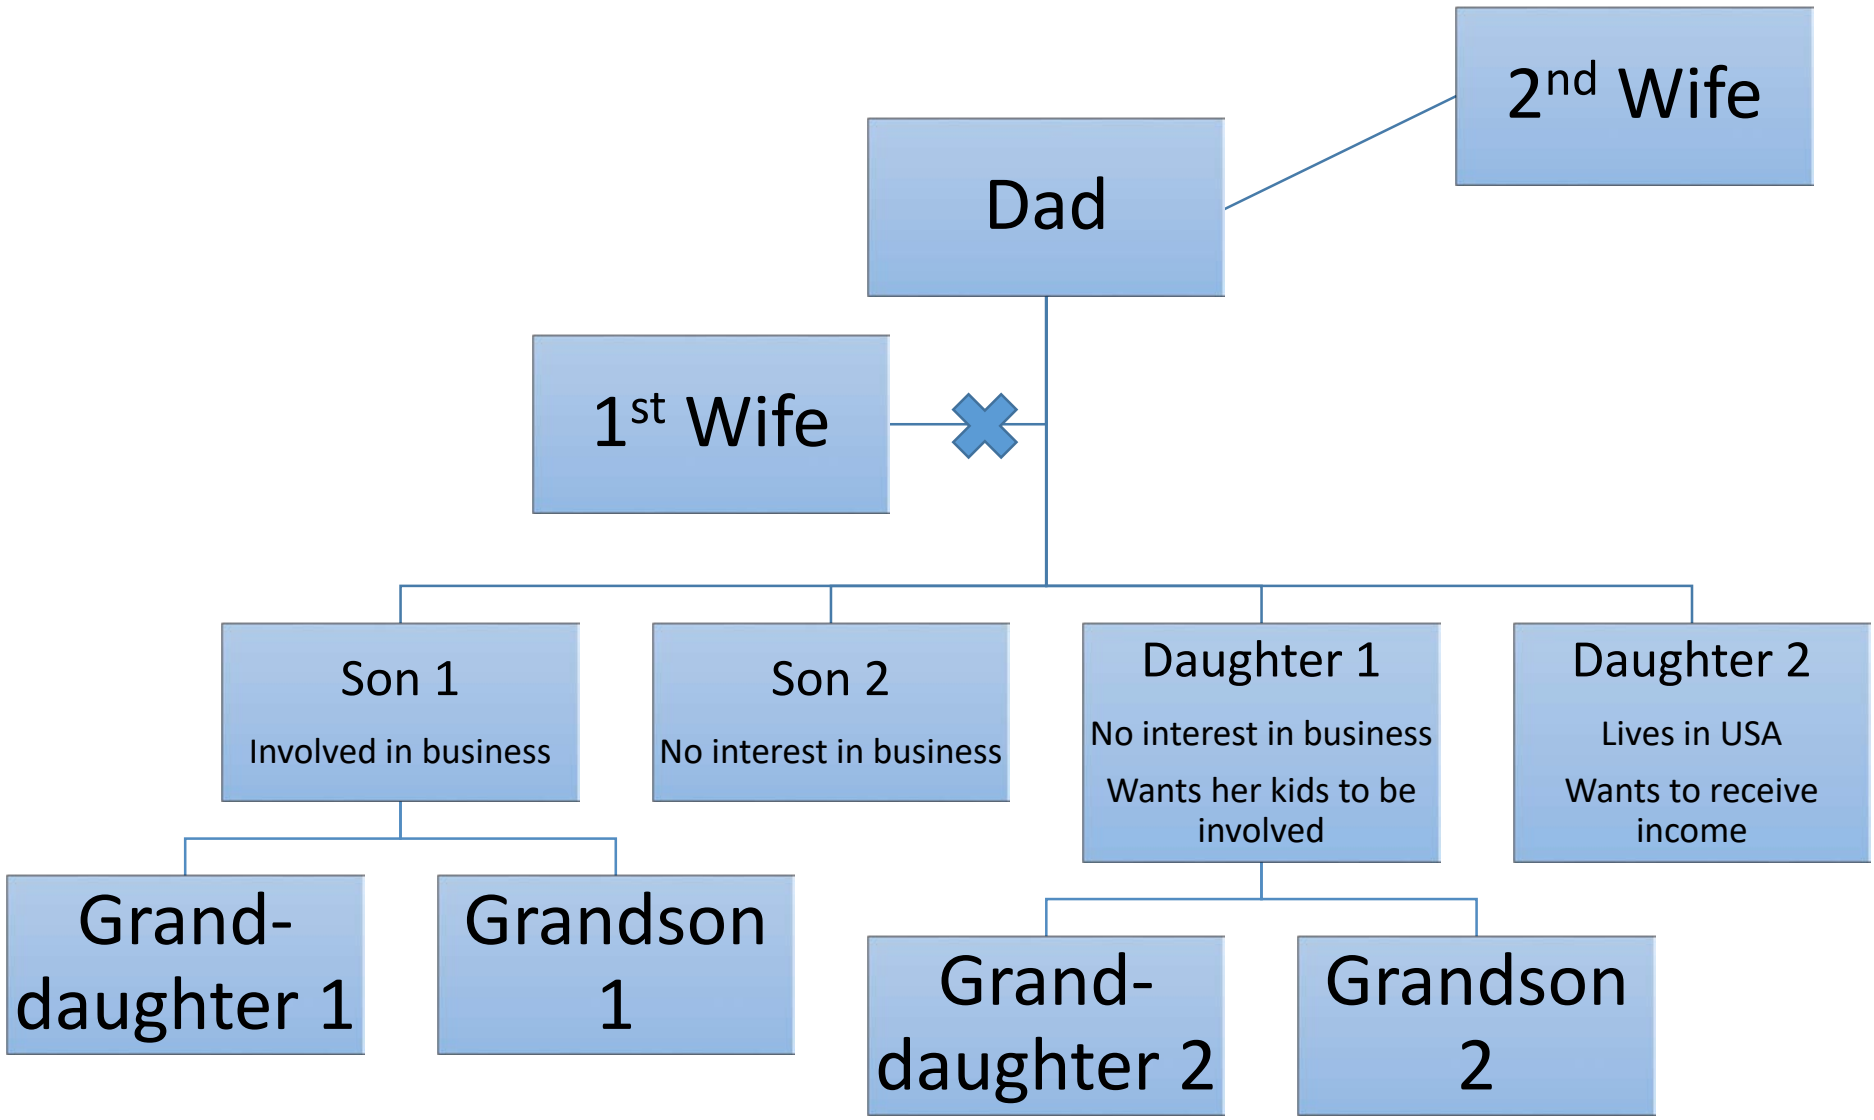 2nd Wife
Dad
1st Wife
Son 1
Involved in business
Son 2
No interest in business
Daughter 1
No interest in business
Wants her kids to be
involved
Daughter 2
Lives in USA
Wants to receive
income
Grand-
daughter 1
Grandson
1
Grand-
daughter 2
Grandson
2